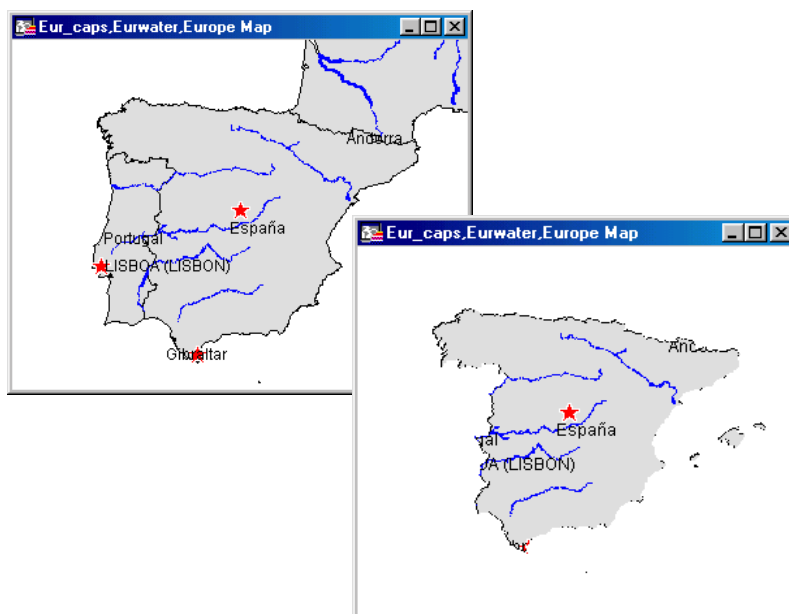 Eur_caps,Eurwater,Europe Map
Andorra
España
Portugal
LISBOA (LISBON)
Gibraltar
Eur_caps,Eurwater,Europe Map
España
(LISBON)